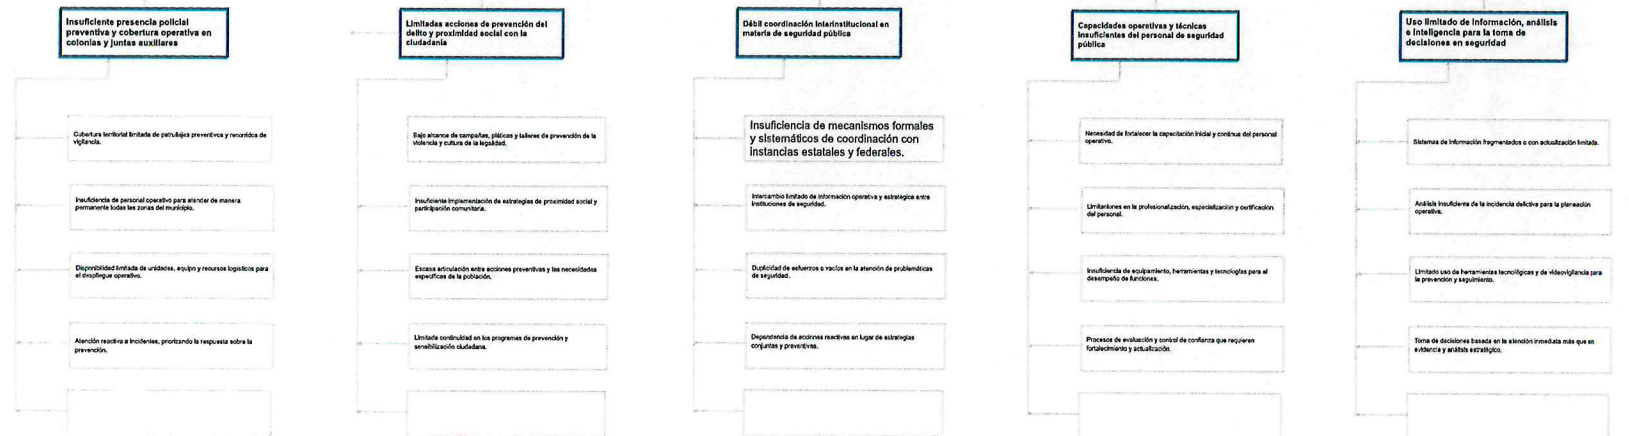 Insuficiente presencia policial
preventiva y cobertura operativa en
colonias y juntas auxiliares
Cobertura territorial limitada de patrullajes preventivos y recorridos de
vigilancia.
Insuficiencia de personal operativo para atender de manera
permanente todas las zonas del municipio.
Disponibilidad limitada de unidades, equipo y recursos logísticos para
el despliegue operativo.
Atención reactiva a incidentes, priorizando la respuesta sobre la
prevención.
Limitadas acciones de prevención del
delito y proximidad social con la
ciudadanía
Bajo alcance de campañas, pláticas y talleres de prevención de la
violencia y cultura de la legalidad.
Insuficiente implementación de estrategias de proximidad social y
participación comunitaria.
Escasa articulación entre acciones preventivas y las necesidades
específicas de la población.
Limitada continuidad en los programas de prevención y
sensibilización ciudadana.
Débil coordinación interinstitucional en
materia de seguridad pública
Insuficiencia de mecanismos formales
y sistemáticos de coordinación con
instancias estatales y federales.
Intercambio limitado de información operativa y estratégica entre
instituciones de seguridad.
Duplicidad de esfuerzos o vacíos en la atención de problemáticas
de seguridad.
Dependencia de acciones reactivas en lugar de estrategias
conjuntas y preventivas.
Capacidades operativas y técnicas
insuficientes del personal de seguridad
pública
Necesidad de fortalecer la capacitación inicial y continua del personal
operativo.
Limitaciones en la profesionalización, especialización y certificación
del personal.
Insuficiencia de equipamiento, herramientas y tecnologías para el
desempeño de funciones.
Procesos de evaluación y control de confianza que requieren
fortalecimiento y actualización.
Uso limitado de información, análisis
e inteligencia para la toma de
decisiones en seguridad
Sistemas de información fragmentados o con actualización limitada.
Análisis insuficiente de la incidencia delictiva para la planeación
operativa.
Limitado uso de herramientas tecnológicas y de videovigilancia para
la prevención y seguimiento.
Toma de decisiones basada en la atención inmediata más que en
evidencia y análisis estratégico.